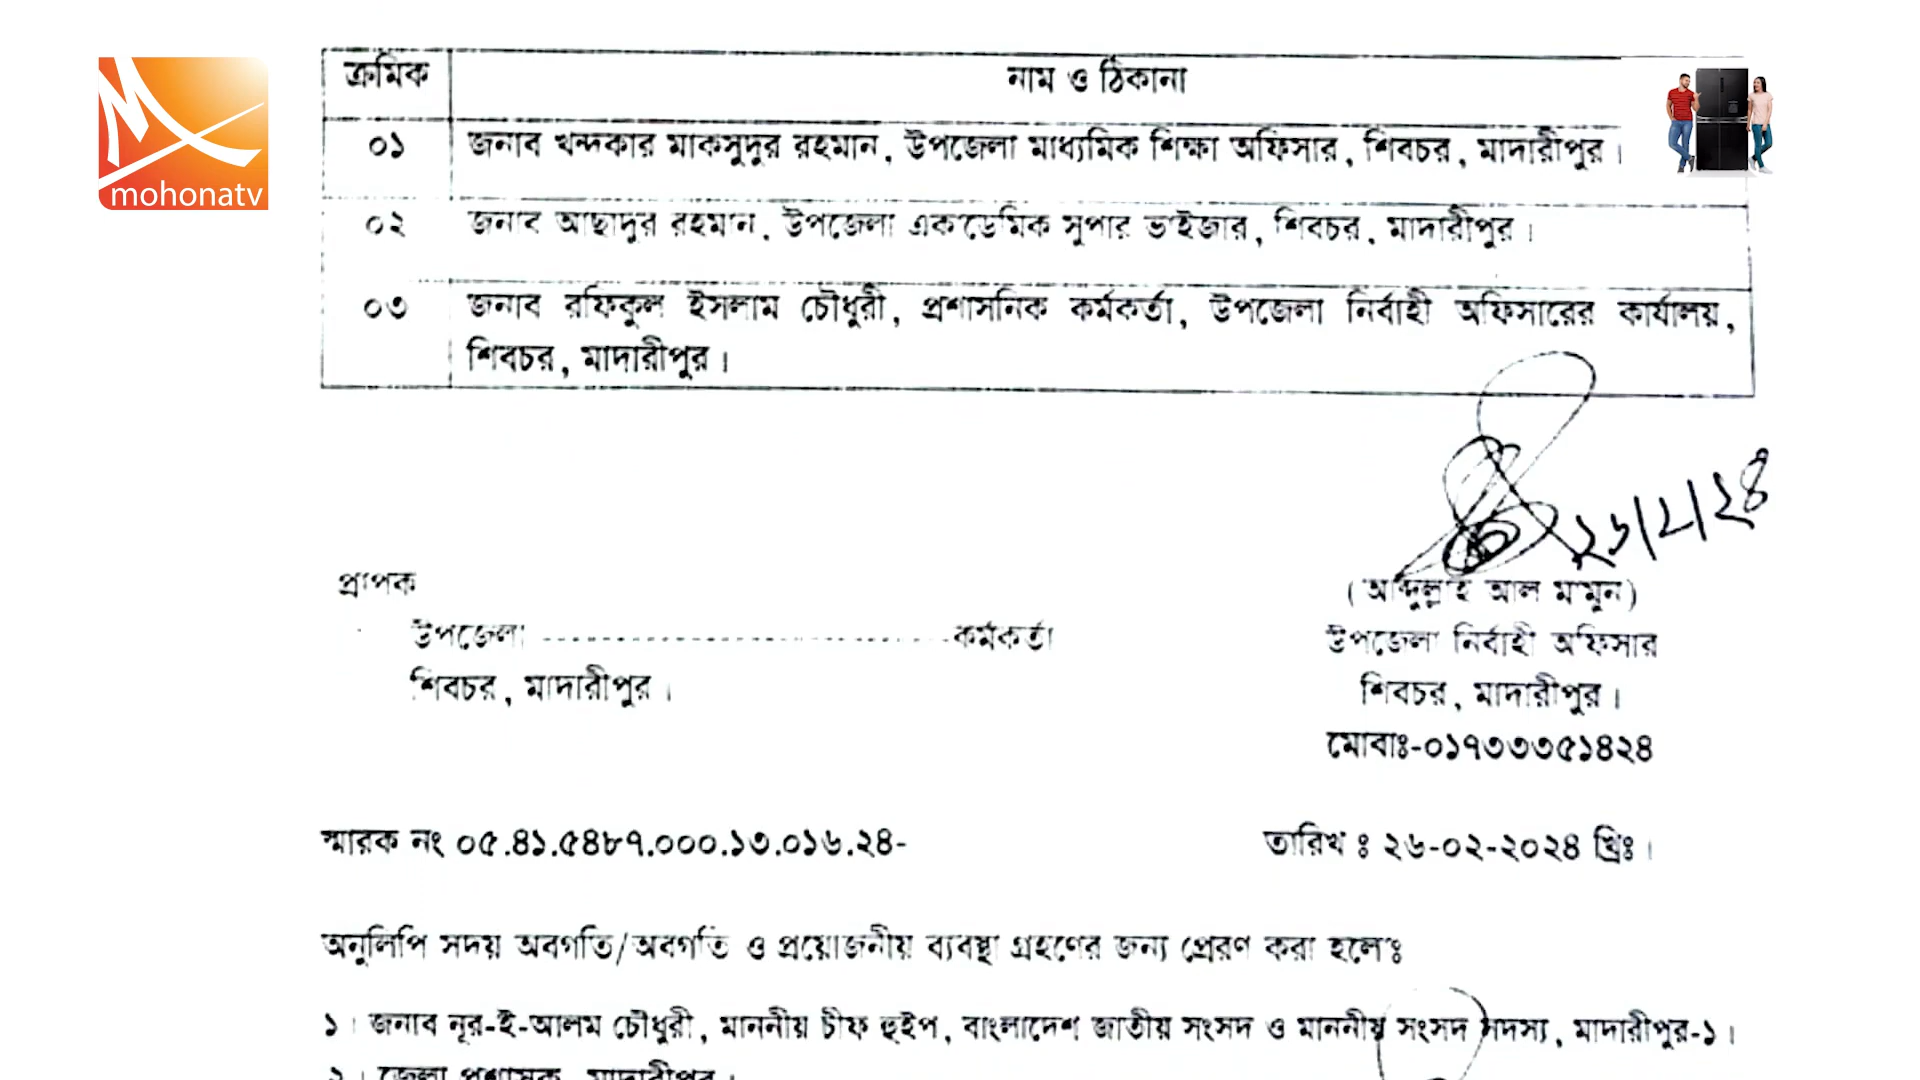 mohonatv
ক্রমিক নাম ও ঠিকানা
০১ জনাব খন্দকার মাকসুদুর রহমান, উপজেলা মাধ্যমিক শিক্ষা অফিসার, শিবচর, মাদারীপুর।
০২ জনাব আছাদুর রহমান, উপজেলা একাডেমিক সুপার ভাইজার, শিবচর, মাদারীপুর।
০৩ জনাব রফিকুল ইসলাম চৌধুরী, প্রশাসনিক কর্মকর্তা, উপজেলা নির্বাহী অফিসারের কার্যালয়,
শিবচর, মাদারীপুর।
২৬/২/২৪
প্রাপক
উপজেলা ........................................ কর্মকর্তা
শিবচর, মাদারীপুর।
(আব্দুল্লাহ আল মামুন)
উপজেলা নির্বাহী অফিসার
শিবচর, মাদারীপুর।
মোবাঃ-০১৭৩৩৩৫১৪২৪
স্মারক নং ০৫.৪১.৫৪৮৭.০০০.১৩.০১৬.২৪- তারিখ ঃ ২৬-০২-২০২৪ খ্রিঃ।
অনুলিপি সদয় অবগতি/অবগতি ও প্রয়োজনীয় ব্যবস্থা গ্রহণের জন্য প্রেরণ করা হলোঃ
১। জনাব নূর-ই-আলম চৌধুরী, মাননীয় চীফ হুইপ, বাংলাদেশ জাতীয় সংসদ ও মাননীয় সংসদ সদস্য, মাদারীপুর-১।
২। জেলা প্রশাসক, মাদারীপুর।